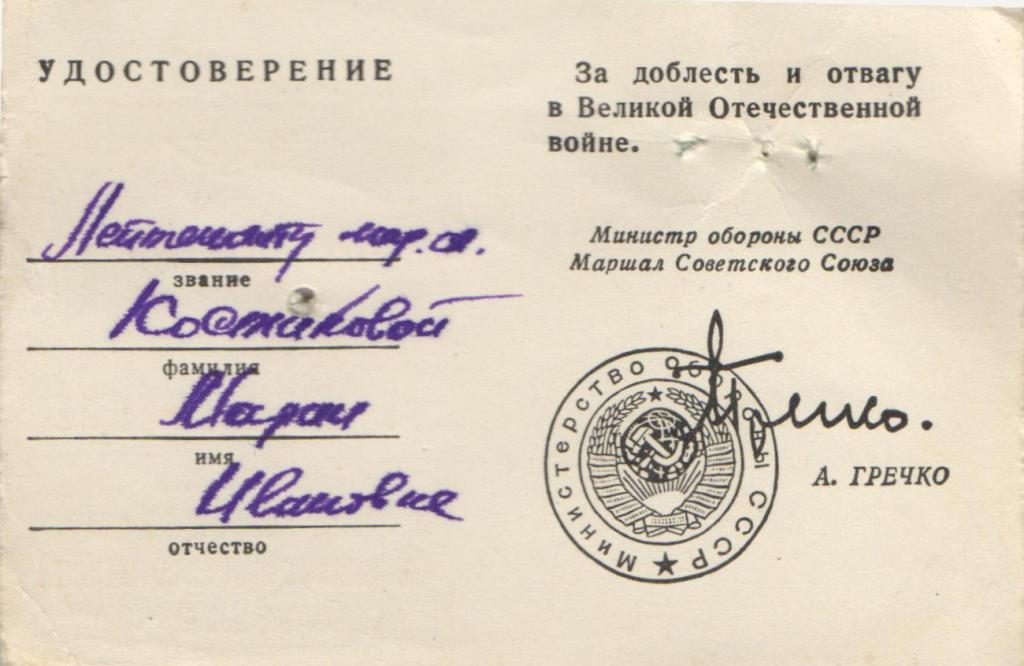 УДОСТОВЕРЕНИЕ
Лейтенанту мед.сл.
звание
Костиковой
фамилия
Марии
имя
Ивановне
отчество
За доблесть и отвагу
в Великой Отечественной
войне.
Министр обороны СССР
Маршал Советского Союза
Министерство Обороны СССР
А. ГРЕЧКО